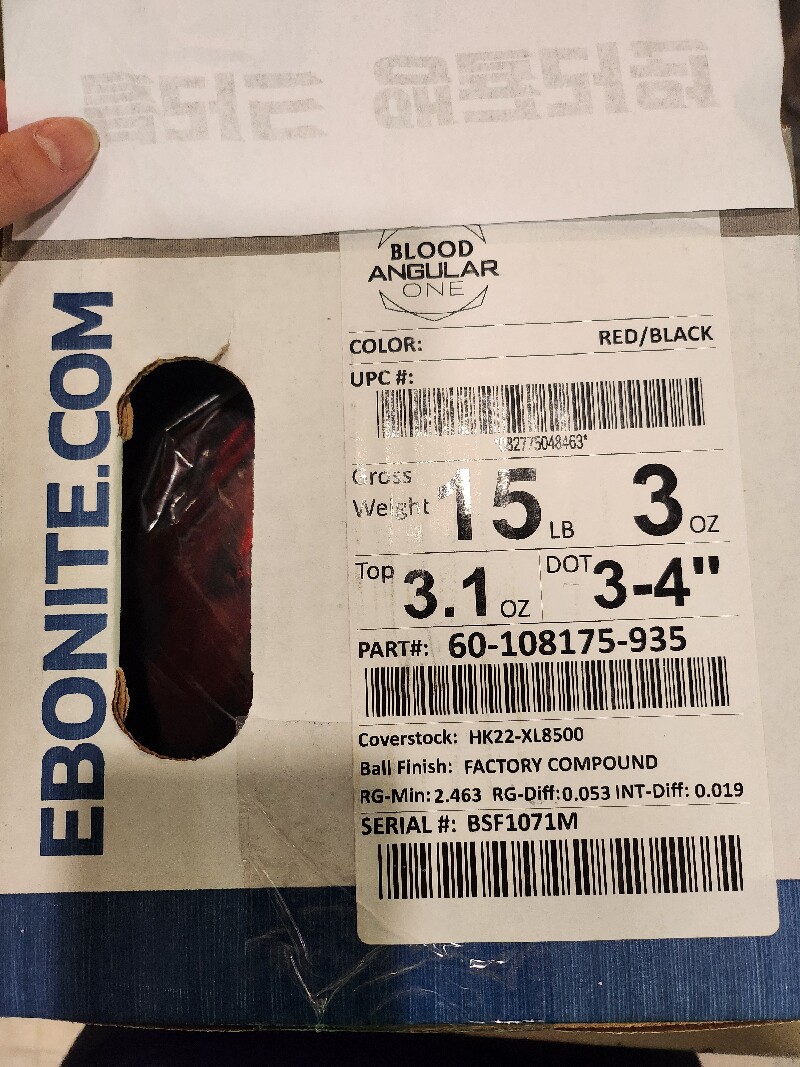 BLOOD
ANGULAR
ONE
COLOR: RED/BLACK
UPC #:
82775048463*
Gross
Weight 15 LB 3 OZ
Top 3.1 OZ DOT 3-4"
PART#: 60-108175-935
Coverstock: HK22-XL8500
Ball Finish: FACTORY COMPOUND
RG-Min: 2.463 RG-Diff: 0.053 INT-Diff: 0.019
SERIAL #: BSF1071M
EBONITE.COM